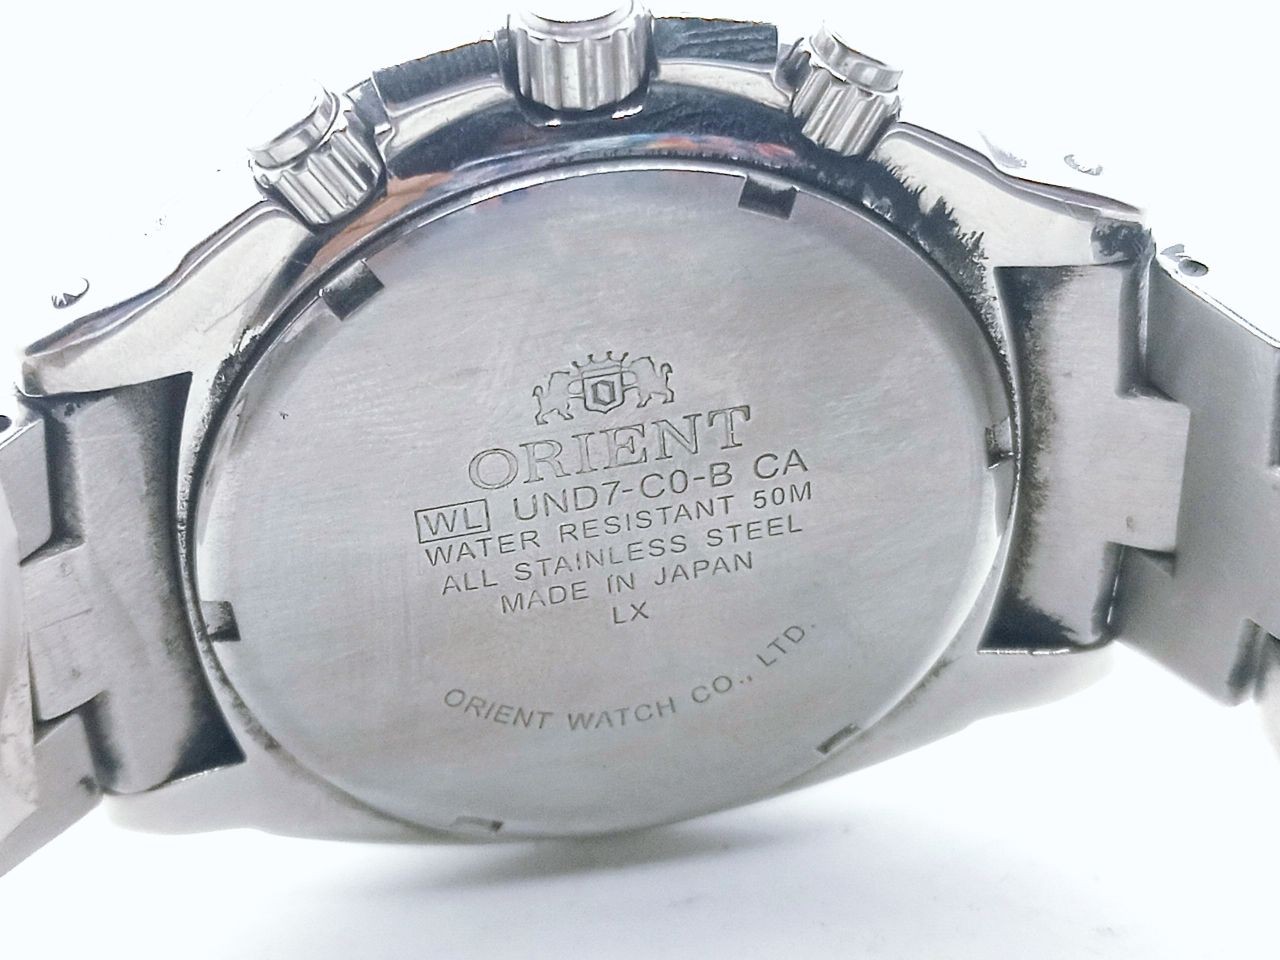 ORIENT
WL UND7-C0-B CA
WATER RESISTANT 50M
ALL STAINLESS STEEL
MADE IN JAPAN
LX
ORIENT WATCH CO., LTD.